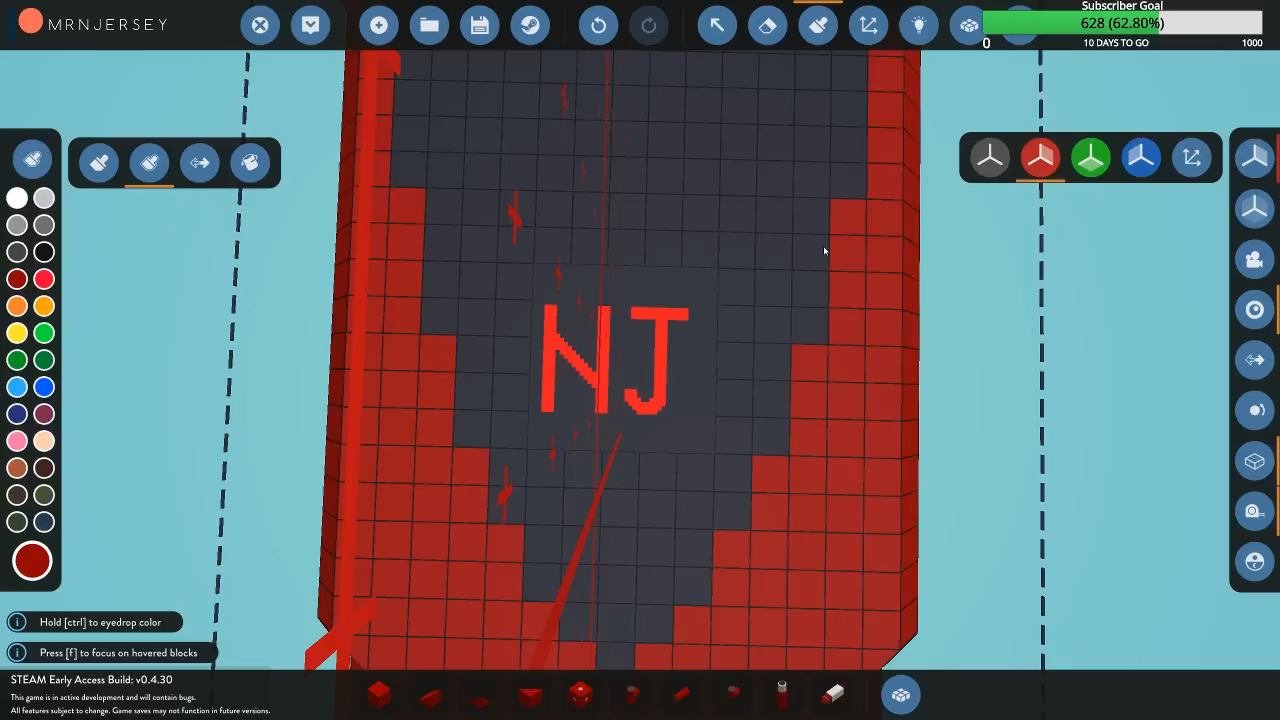 MRNJERSEY
Subscriber Goal
628 (62.80%)
0
10 DAYS TO GO
1000
NJ
Hold [ctrl] to eyedrop color
Press [f] to focus on hovered blocks
STEAM Early Access Build: v0.4.30
This game is in active development and will contain bugs.
All features subject to change. Game saves may not function in future versions.